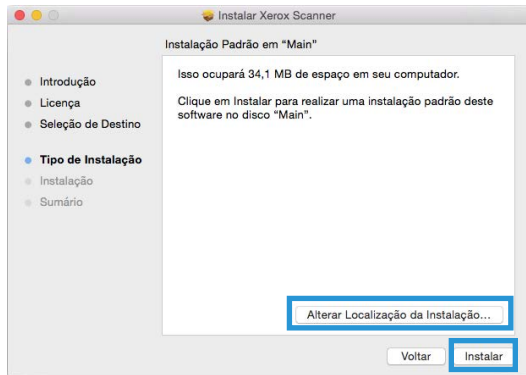 Instalar Xerox Scanner
Instalação Padrão em “Main”
Introdução
Licença
Seleção de Destino
Tipo de Instalação
Instalação
Sumário
Isso ocupará 34,1 MB de espaço em seu computador.
Clique em Instalar para realizar uma instalação padrão deste
software no disco “Main”.
Alterar Localização da Instalação...
Voltar
Instalar